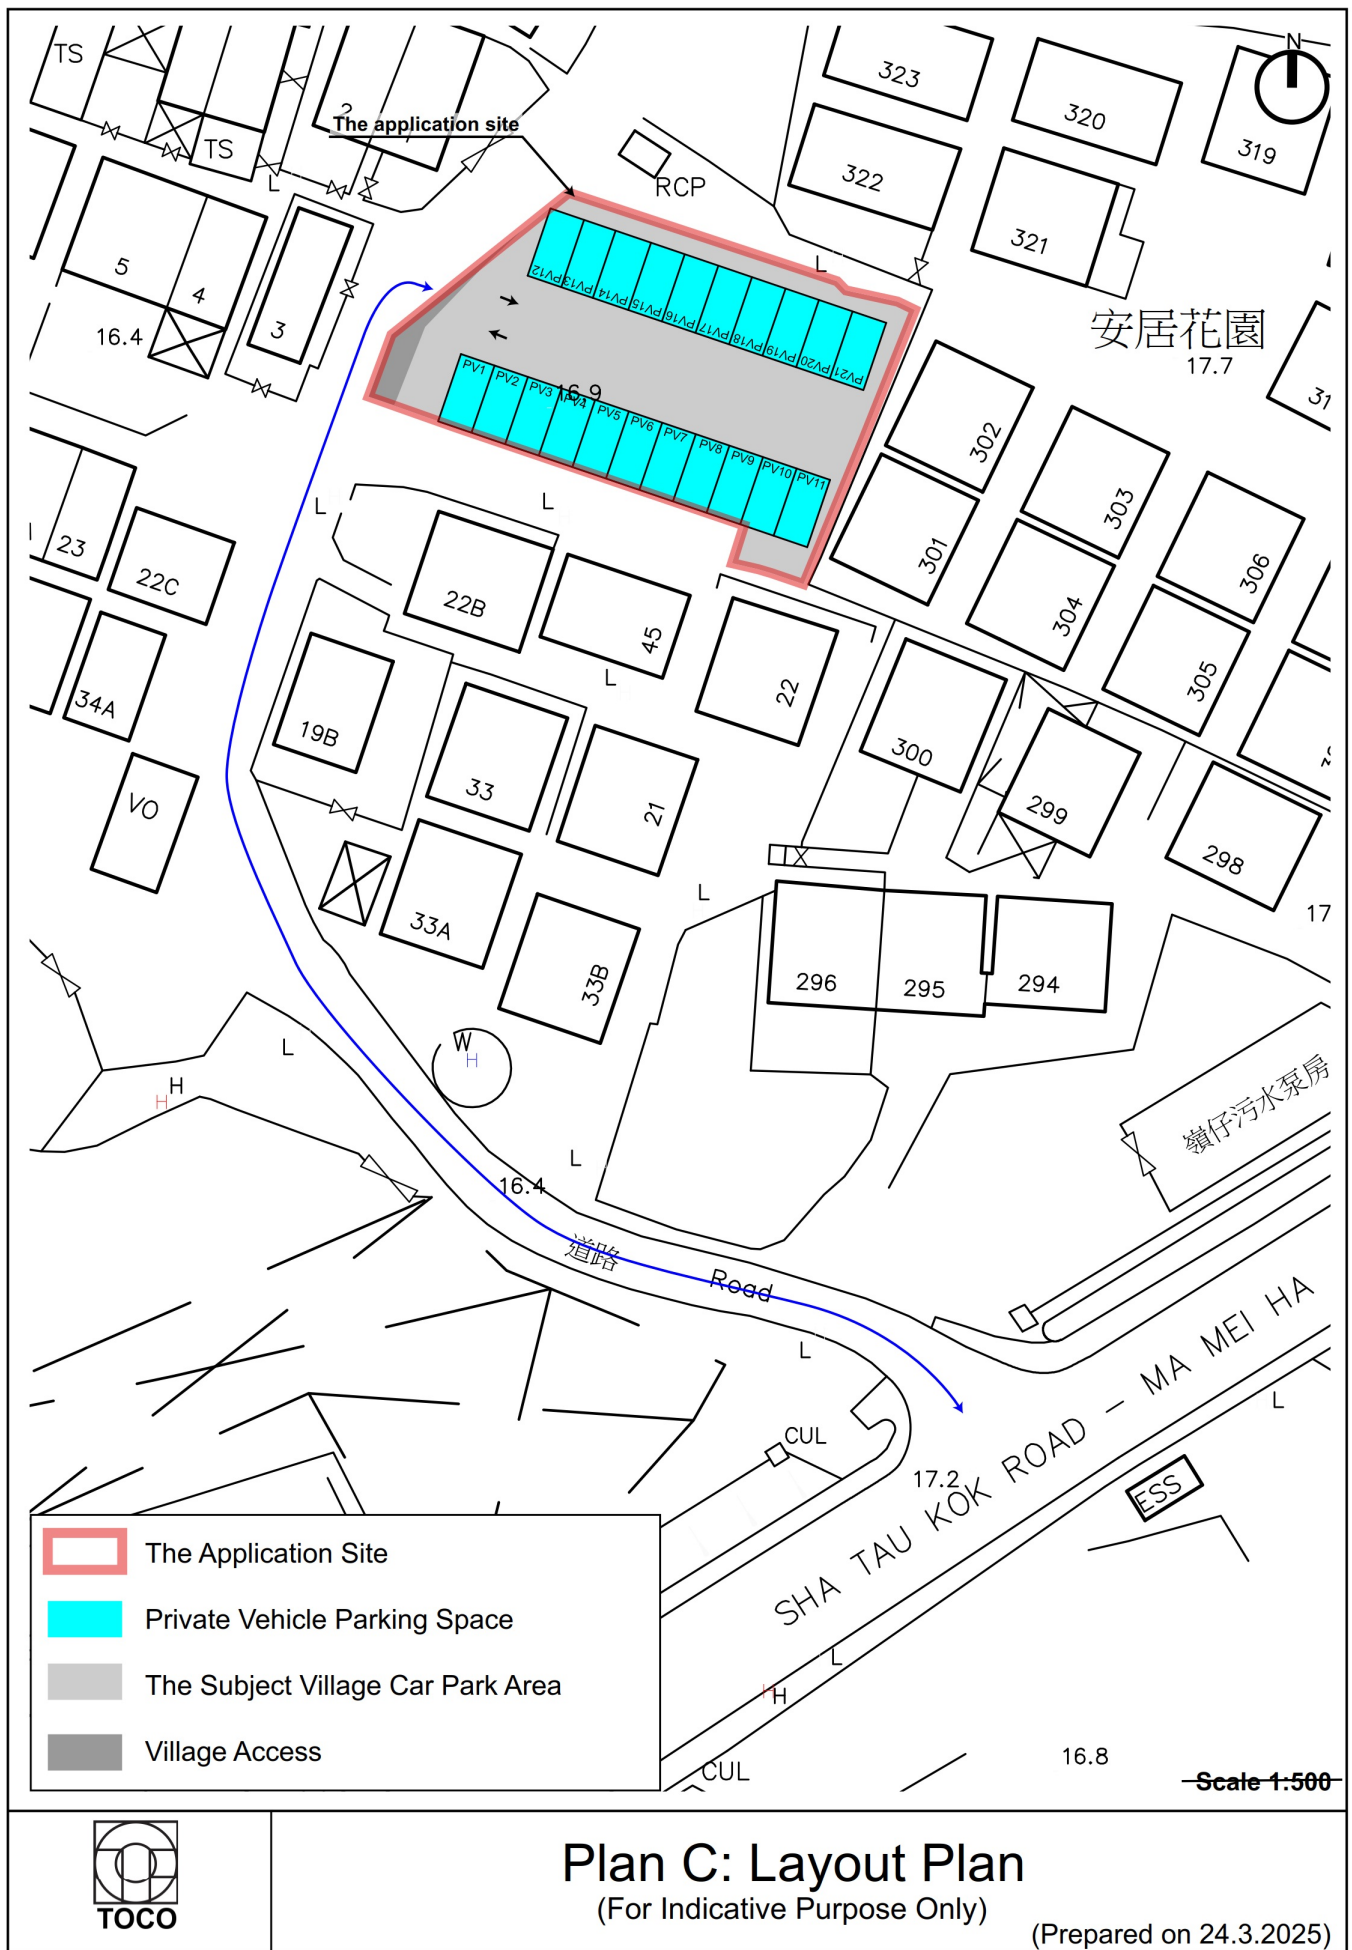 N
TS
TS
2
The application site
RCP
323
320
319
322
321
L
L
5
4
3
16.4
安居花園
17.7
PV12
PV13
PV14
PV15
PV16
PV17
PV18
PV19
PV20
PV21
16.9
PV1
PV2
PV3
PV4
PV5
PV6
PV7
PV8
PV9
PV10
PV11
302
303
301
304
306
305
31
L
L
23
22C
22B
45
22
L
34A
19B
33
21
300
299
298
VO
33A
33B
L
296
295
294
17
W
H
L
H
H
嶺仔污水泵房
L
16.4
道路
Road
L
CUL
17.2
SHA TAU KOK ROAD – MA MEI HA
L
ESS
L
H
H
CUL
16.8
The Application Site
Private Vehicle Parking Space
The Subject Village Car Park Area
Village Access
Scale 1:500
TOCO
Plan C: Layout Plan
(For Indicative Purpose Only)
(Prepared on 24.3.2025)